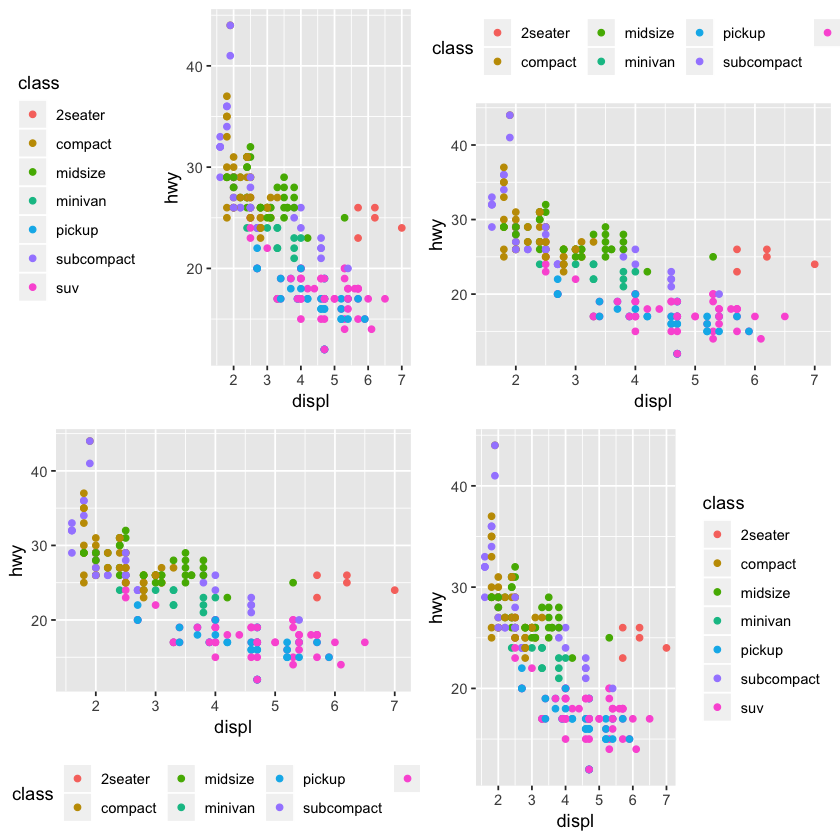 class
2seater
compact
midsize
minivan
pickup
subcompact
suv
hwy
40
30
20
2 3 4 5 6 7
displ
class
2seater midsize pickup
compact minivan subcompact
hwy
40
30
20
2 3 4 5 6 7
displ
hwy
40
30
20
2 3 4 5 6 7
displ
class
2seater midsize pickup
compact minivan subcompact
hwy
40
30
20
2 3 4 5 6 7
displ
class
2seater
compact
midsize
minivan
pickup
subcompact
suv